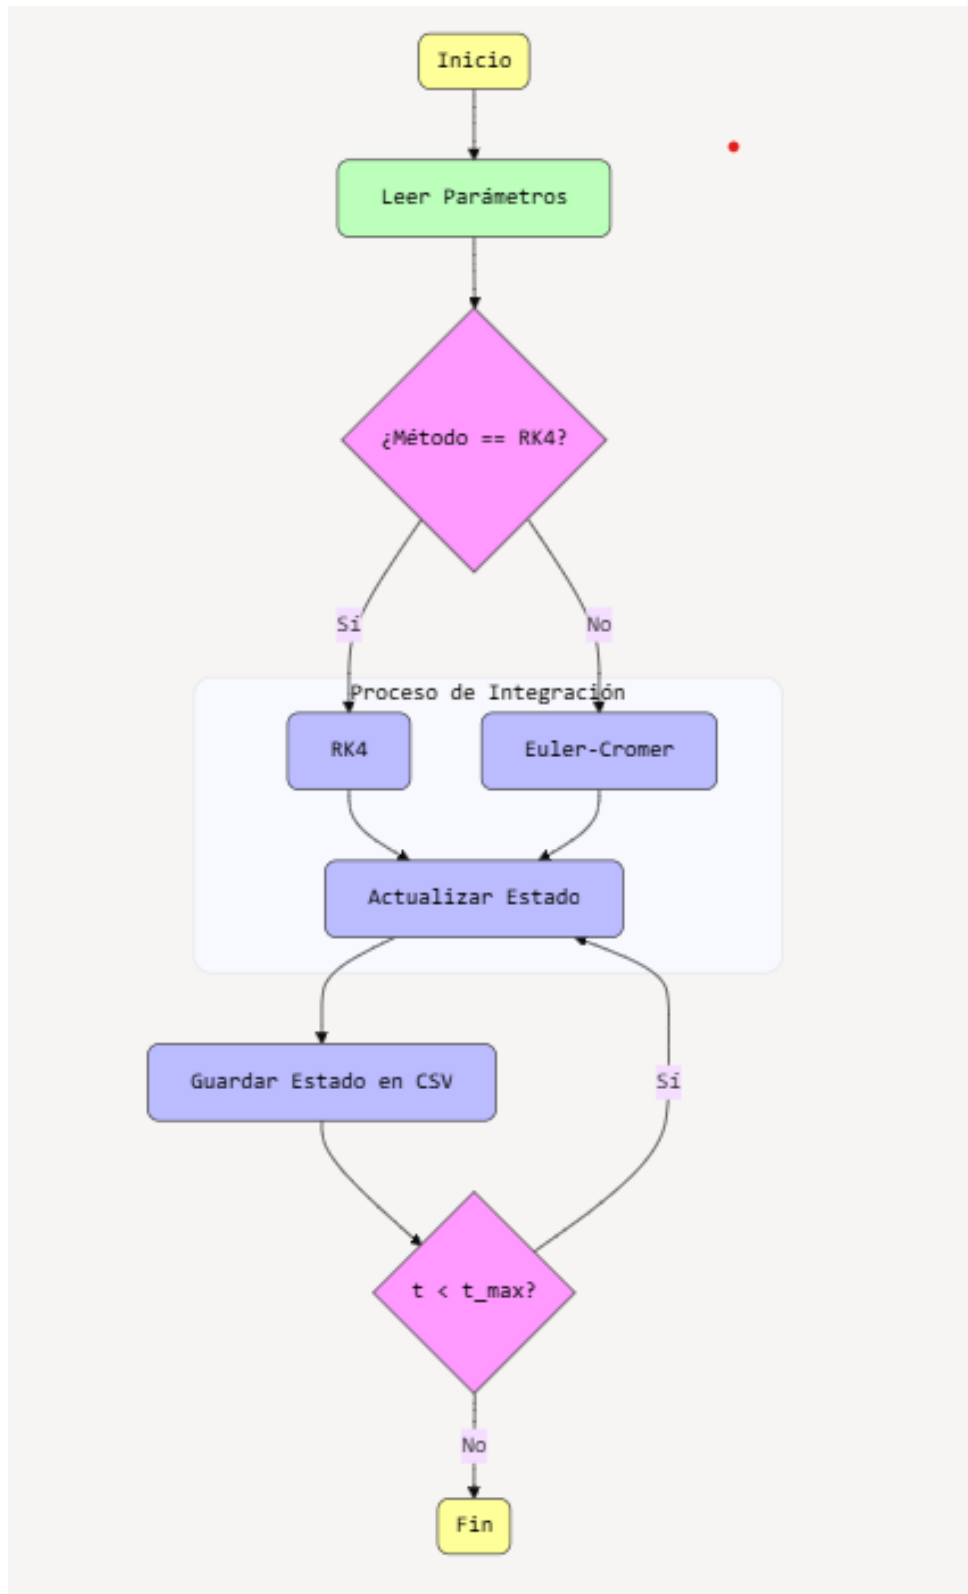 Inicio
Leer Parámetros
¿Método == RK4?
Sí
No
Proceso de Integración
RK4
Euler-Cromer
Actualizar Estado
Guardar Estado en CSV
Sí
t < t_max?
No
Fin